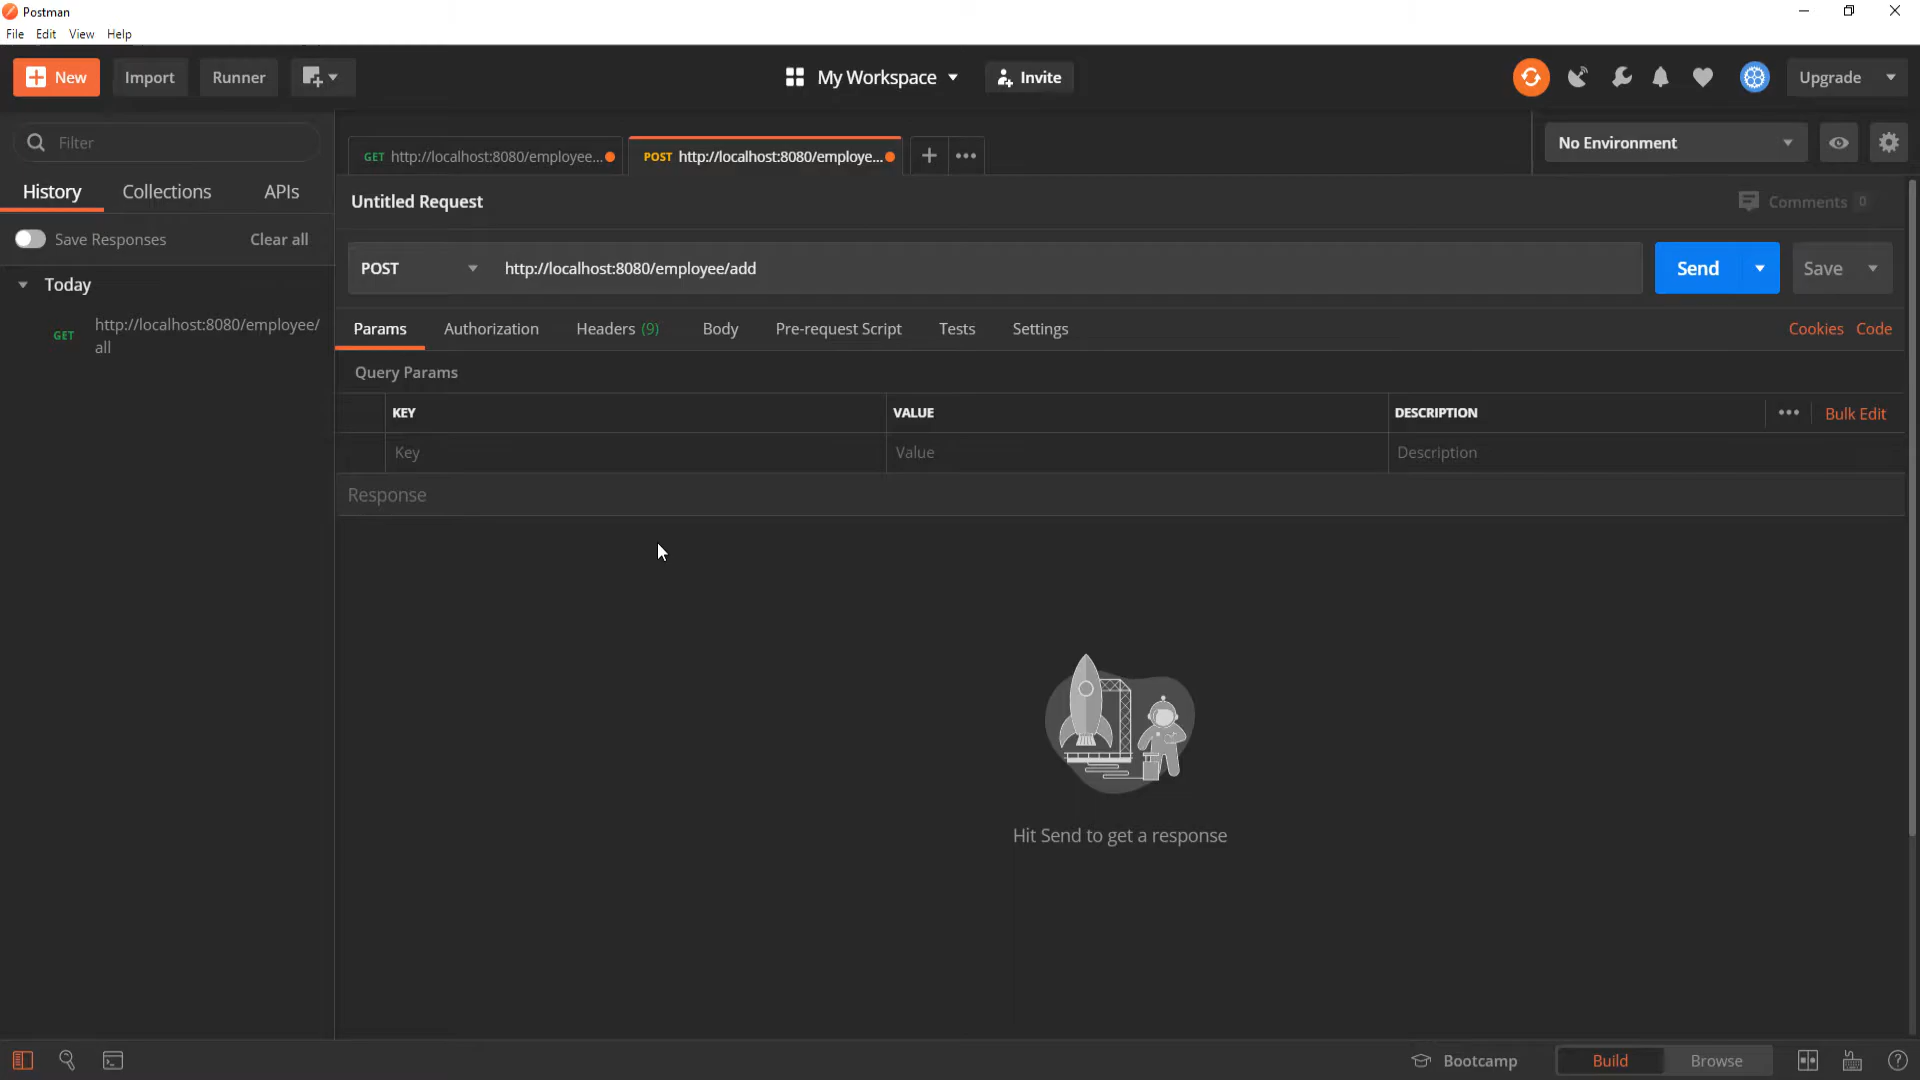 Postman
File Edit View Help
New Import Runner My Workspace Invite Upgrade
Filter
History Collections APIs
Save Responses Clear all
Today
GET http://localhost:8080/employee/
all
GET http://localhost:8080/employee...
POST http://localhost:8080/employe...
No Environment
Untitled Request
Comments 0
POST http://localhost:8080/employee/add Send Save
Params Authorization Headers (9) Body Pre-request Script Tests Settings Cookies Code
Query Params
KEY VALUE DESCRIPTION Bulk Edit
Key Value Description
Response
Hit Send to get a response
Bootcamp Build Browse